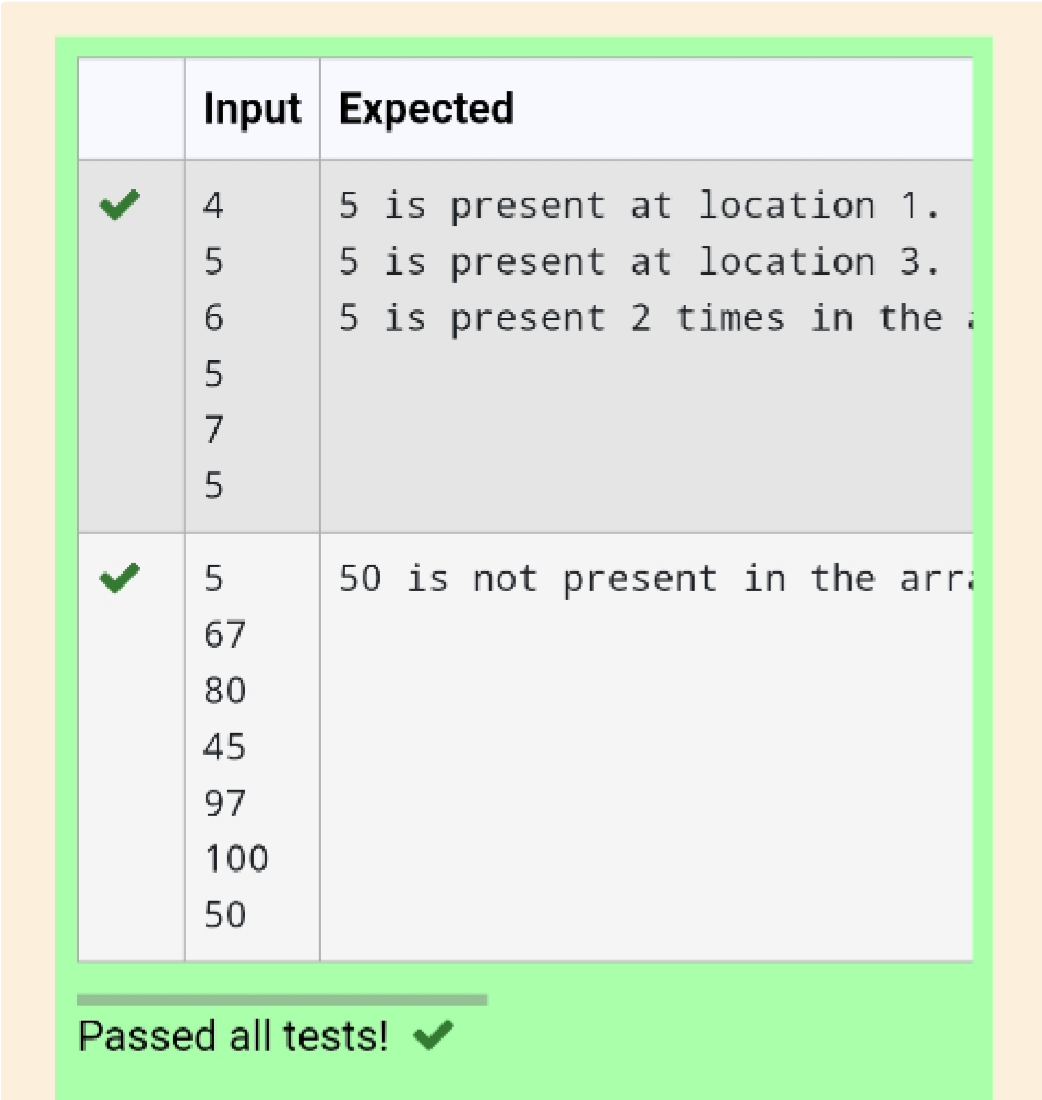 Input Expected
4 5 is present at location 1.
5 5 is present at location 3.
6 5 is present 2 times in the
5
7
5
5 50 is not present in the
67
80
45
97
100
50
Passed all tests!